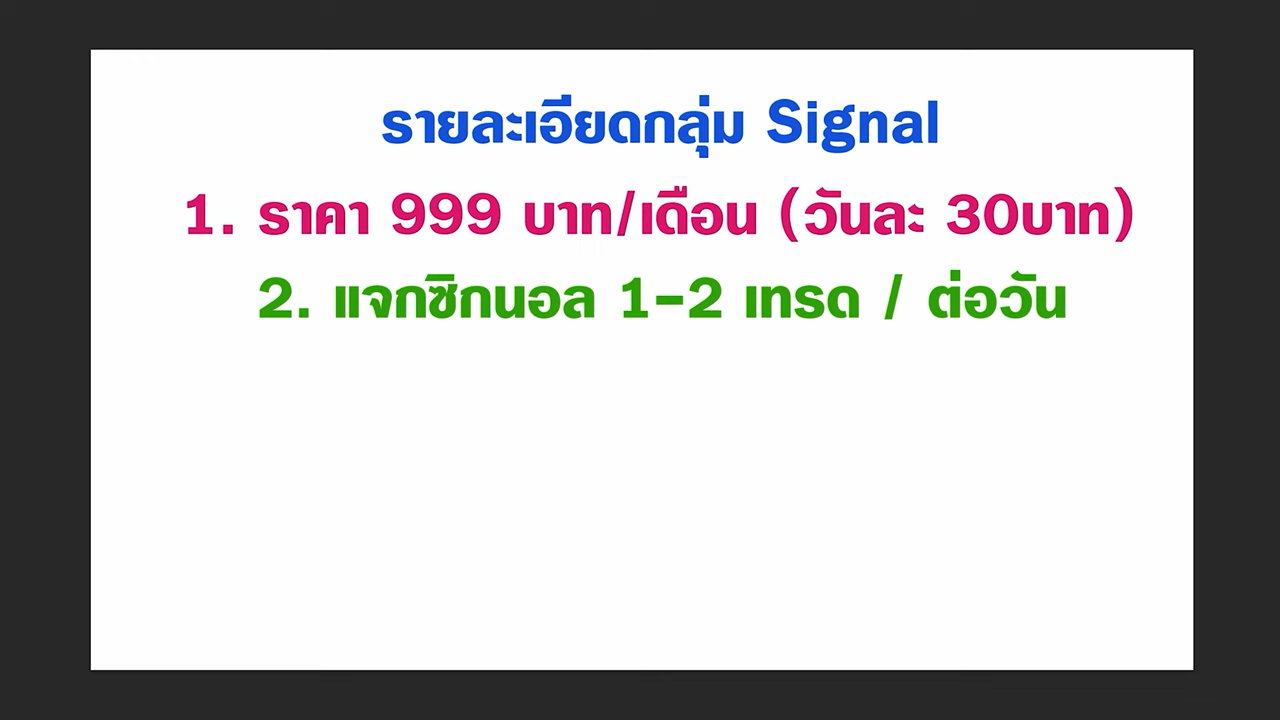 รายละเอียดกลุ่ม Signal
1. ราคา 999 บาท/เดือน (วันละ 30บาท)
2. แจกซิกนอล 1-2 เทรด / ต่อวัน